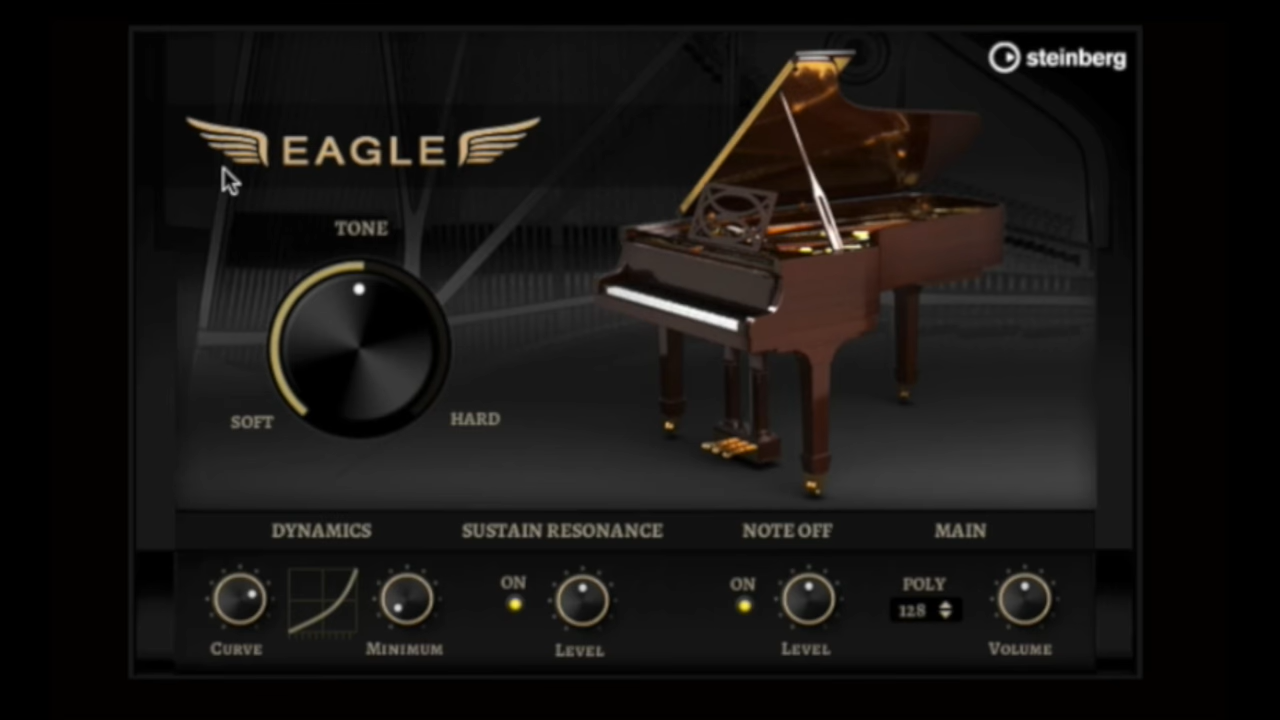 steinberg
EAGLE
TONE
SOFT
HARD
DYNAMICS
SUSTAIN RESONANCE
NOTE OFF
MAIN
ON
ON
POLY
128
CURVE
MINIMUM
LEVEL
LEVEL
VOLUME